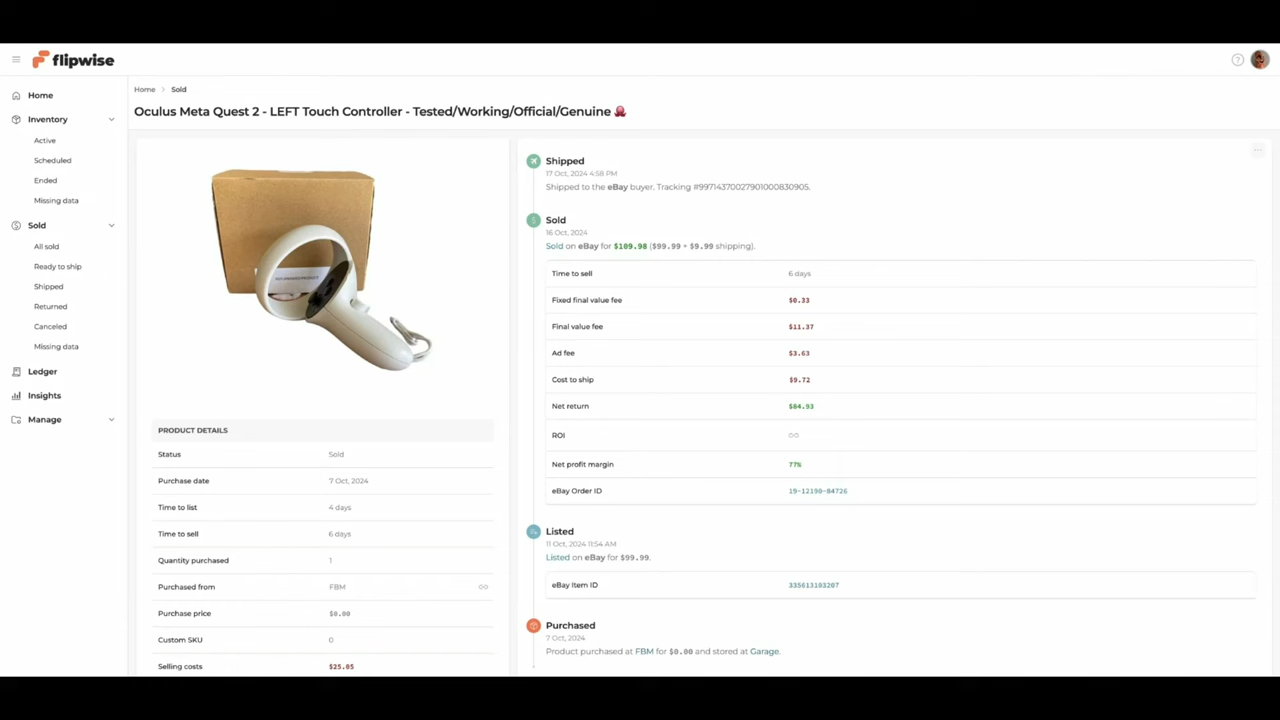 flipwise
Home
Inventory
Active
Scheduled
Ended
Missing data
Sold
All sold
Ready to ship
Shipped
Returned
Canceled
Missing data
Ledger
Insights
Manage
Home > Sold
Oculus Meta Quest 2 - LEFT Touch Controller - Tested/Working/Official/Genuine
PRODUCT DETAILS
Status Sold
Purchase date 7 Oct, 2024
Time to list 4 days
Time to sell 6 days
Quantity purchased 1
Purchased from FBM
Purchase price $0.00
Custom SKU 0
Selling costs $25.05
Shipped
17 Oct, 2024 4:58 PM
Shipped to the eBay buyer. Tracking #99714370027901000830905.
Sold
16 Oct, 2024
Sold on eBay for $109.98 ($99.99 + $9.99 shipping).
Time to sell 6 days
Fixed final value fee $0.33
Final value fee $11.37
Ad fee $3.63
Cost to ship $9.72
Net return $84.93
ROI ∞
Net profit margin 77%
eBay Order ID 19-12190-84726
Listed
11 Oct, 2024 11:54 AM
Listed on eBay for $99.99.
eBay Item ID 335613103207
Purchased
7 Oct, 2024
Product purchased at FBM for $0.00 and stored at Garage.